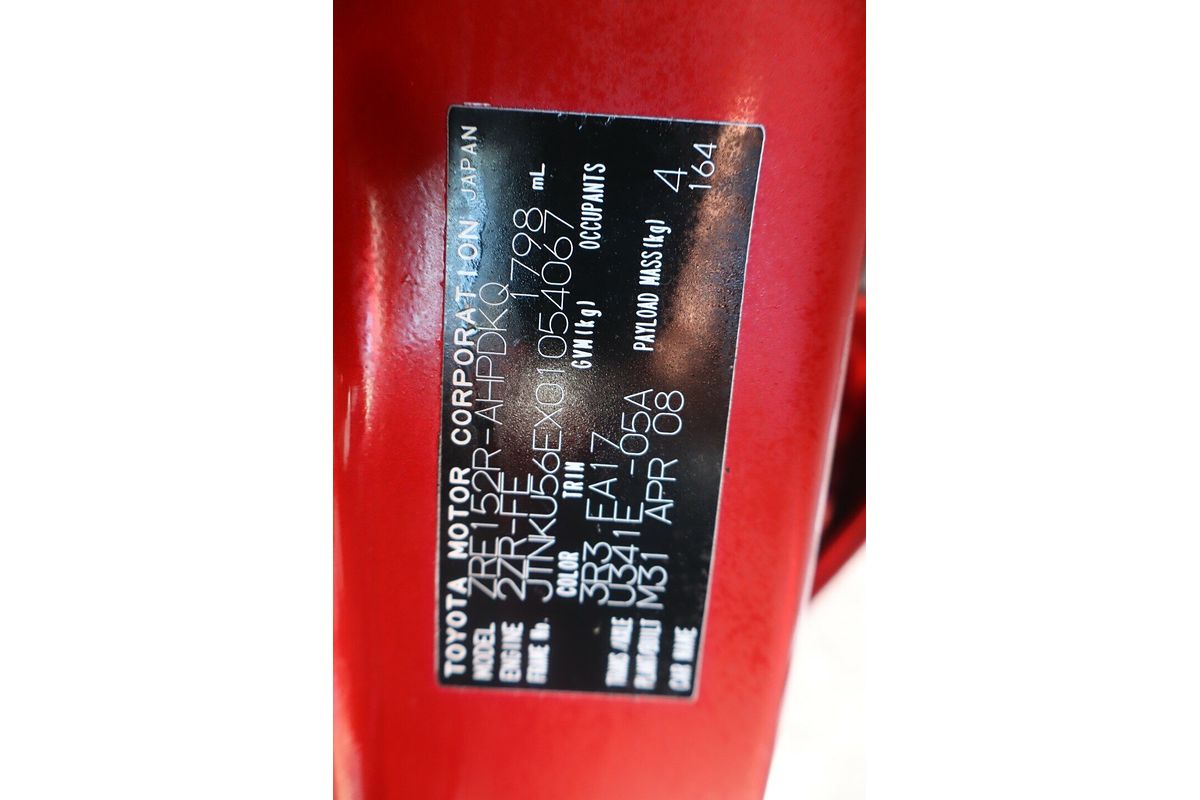 TOYOTA MOTOR CORPORATION JAPAN
MODEL ZRE152R-AHPDKQ
ENGINE 2ZR-FE 1798 mL
FRAME No. JTNKU56EX01054067
COLOR TRIM GVM(kg) OCCUPANTS
3R3 EA17
TRANS/AXLE U341E -05A PAYLOAD MASS(kg) 4
PLANT/BUILT M31 APR 08 164
CAR NAME